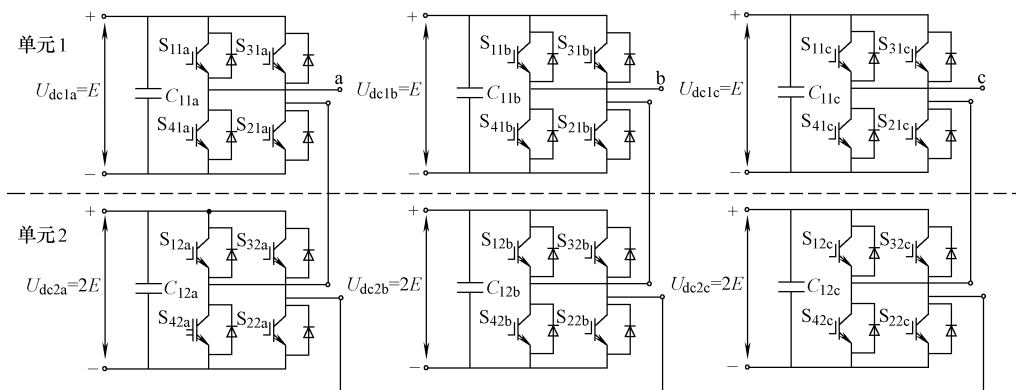 + + +
单元1 S11a S31a S11b S31b S11c S31c
a b c
Udc1a=E C11a Udc1b=E C11b Udc1c=E C11c
S41a S21a S41b S21b S41c S21c
− − −
+ + +
单元2 S12a S32a S12b S32b S12c S32c
Udc2a=2E C12a Udc2b=2E C12b Udc2c=2E C12c
S42a S22a S42b S22b S42c S22c
− − −